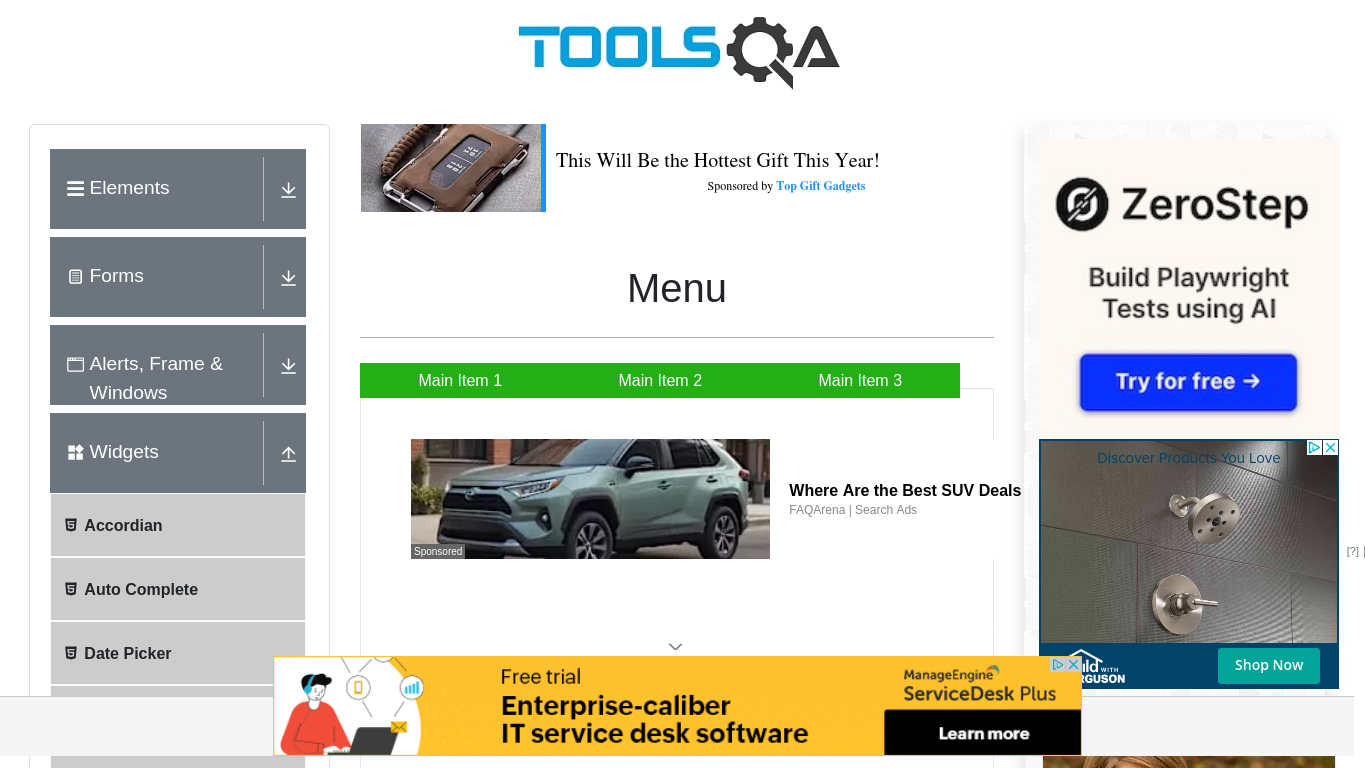 TOOLSQA
Elements
Forms
Alerts, Frame &
Windows
Widgets
Accordian
Auto Complete
Date Picker
This Will Be the Hottest Gift This Year!
Sponsored by Top Gift Gadgets
Menu
Main Item 1
Main Item 2
Main Item 3
Where Are the Best SUV Deals
FAQArena | Search Ads
Sponsored
ZeroStep
Build Playwright
Tests using AI
Try for free →
Discover Products You Love
WITH
Shop Now
[?]
Free trial
Enterprise-caliber
IT service desk software
ManageEngine
ServiceDesk Plus
Learn more